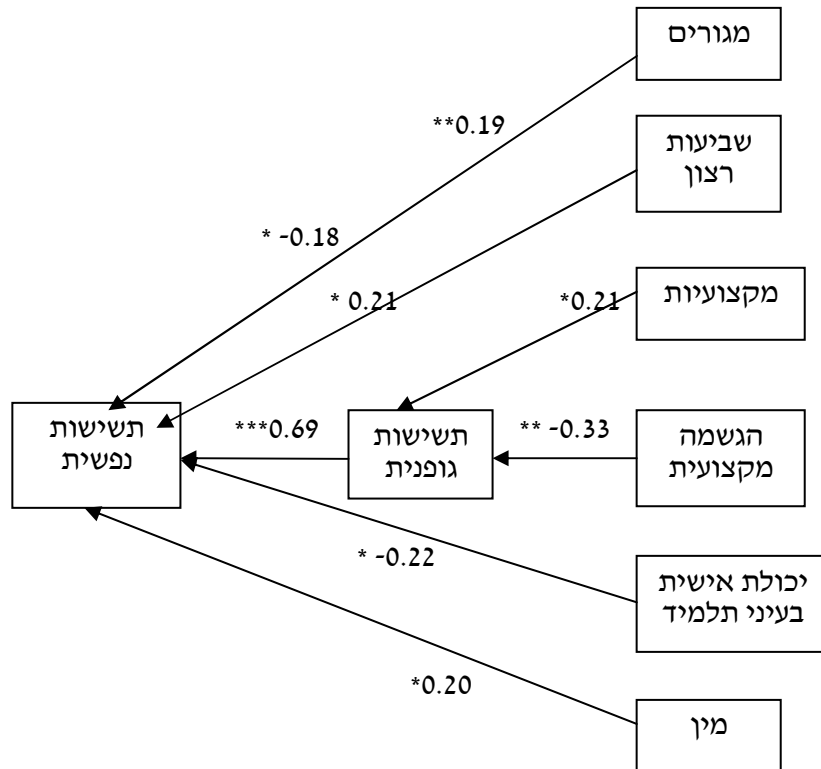 מגורים
**0.19
שביעות
רצון
* -0.18
* 0.21
*0.21
מקצועיות
תשישות
נפשית
***0.69
תשישות
גופנית
** -0.33
הגשמה
מקצועית
* -0.22
יכולת אישית
בעיני תלמיד
*0.20
מין